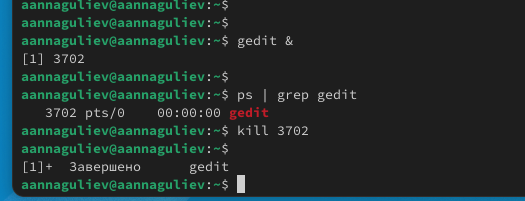 aannaguliev@aannaguliev:~$
aannaguliev@aannaguliev:~$
aannaguliev@aannaguliev:~$ gedit &
[1] 3702
aannaguliev@aannaguliev:~$
aannaguliev@aannaguliev:~$ ps | grep gedit
3702 pts/0 00:00:00 gedit
aannaguliev@aannaguliev:~$ kill 3702
aannaguliev@aannaguliev:~$
[1]+ Завершено gedit
aannaguliev@aannaguliev:~$